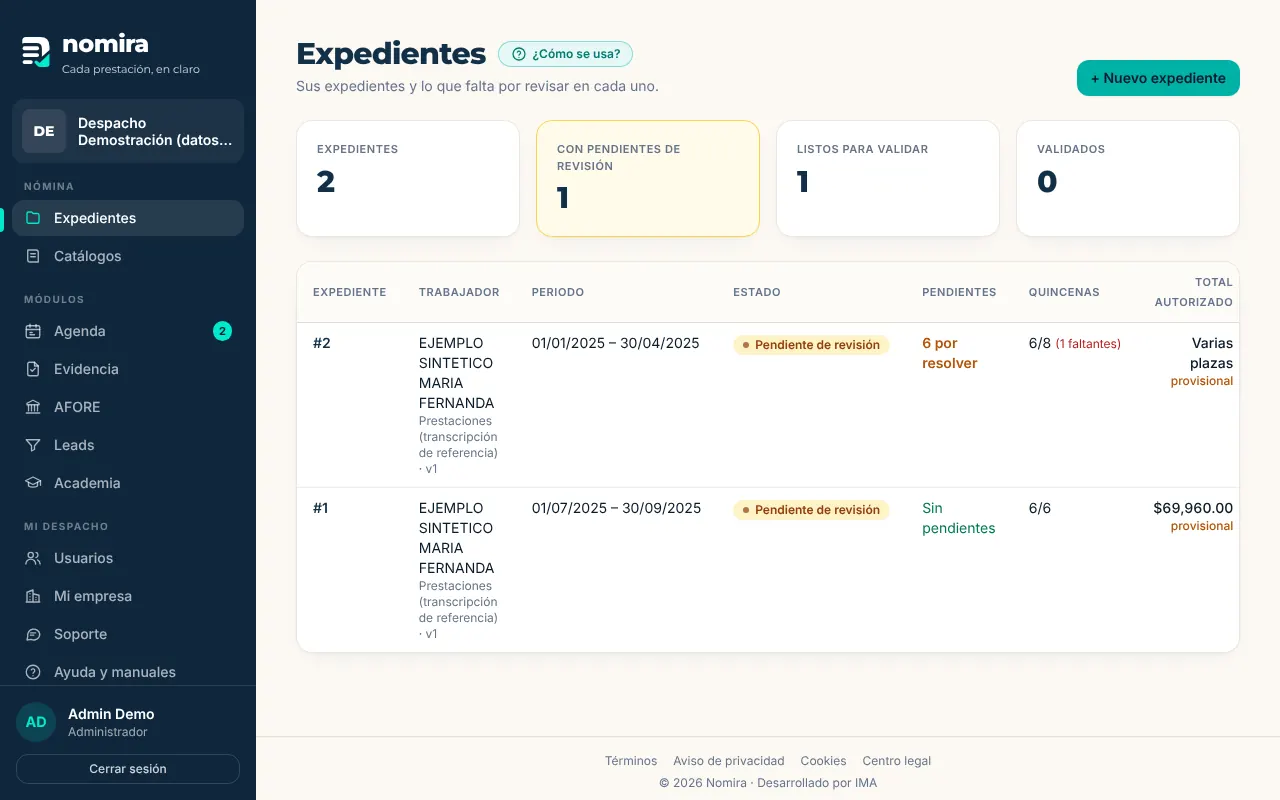 nomira
Cada prestación, en claro
DE
Despacho
Demostración (datos...
NÓMINA
Expedientes
Catálogos
MÓDULOS
Agenda
2
Evidencia
AFORE
Leads
Academia
MI DESPACHO
Usuarios
Mi empresa
Soporte
Ayuda y manuales
AD
Admin Demo
Administrador
Cerrar sesión
Expedientes
¿Cómo se usa?
Sus expedientes y lo que falta por revisar en cada uno.
+ Nuevo expediente
EXPEDIENTES
2
CON PENDIENTES DE
REVISIÓN
1
LISTOS PARA VALIDAR
1
VALIDADOS
0
EXPEDIENTE
TRABAJADOR
PERIODO
ESTADO
PENDIENTES
QUINCENAS
TOTAL
AUTORIZADO
#2
EJEMPLO
SINTETICO
MARIA
FERNANDA
Prestaciones
(transcripción
de referencia)
· v1
01/01/2025 – 30/04/2025
Pendiente de revisión
6 por
resolver
6/8 (1 faltantes)
Varias
plazas
provisional
#1
EJEMPLO
SINTETICO
MARIA
FERNANDA
Prestaciones
(transcripción
de referencia)
· v1
01/07/2025 – 30/09/2025
Pendiente de revisión
Sin
pendientes
6/6
$69,960.00
provisional
Términos Aviso de privacidad Cookies Centro legal
© 2026 Nomira · Desarrollado por IMA